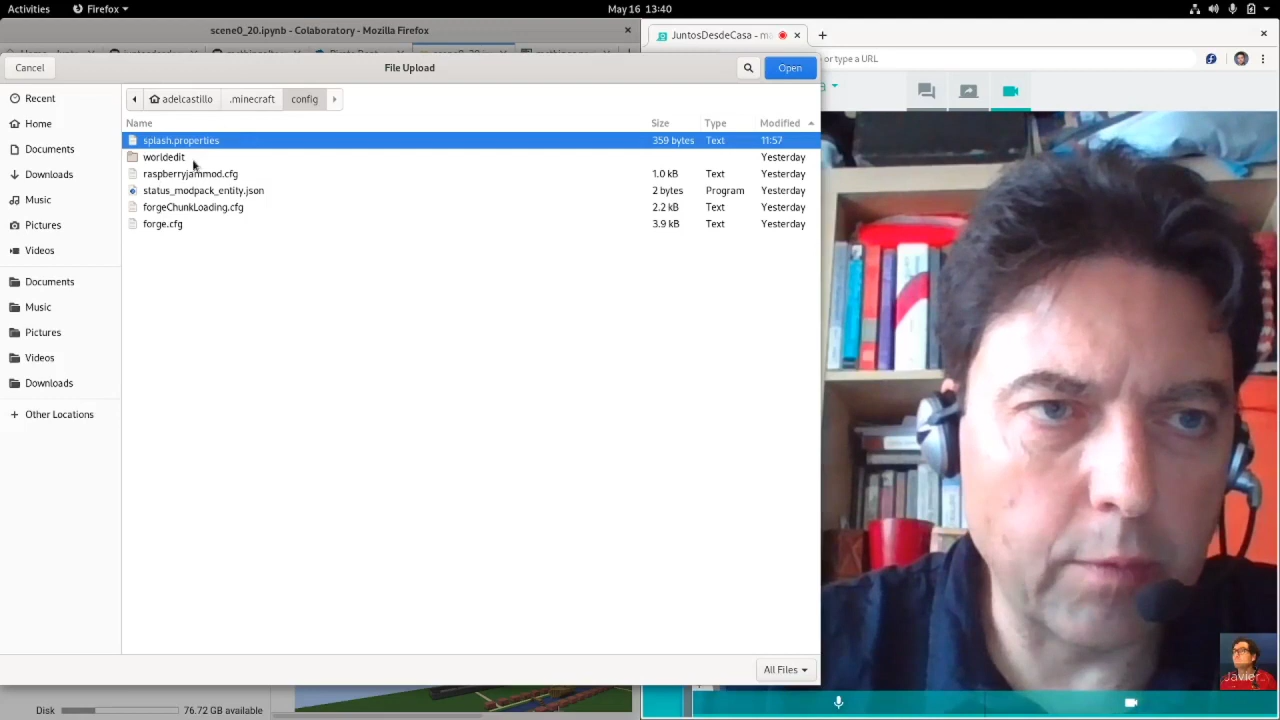 Activities Firefox May 16 13:40
scene0_20.ipynb - Colaboratory - Mozilla Firefox
JuntosDesdeCasa - ma
or type a URL
Cancel File Upload Open
adelcastillo .minecraft config
Name Size Type Modified
splash.properties 359 bytes Text 11:57
worldedit Yesterday
raspberryjammod.cfg 1.0 kB Text Yesterday
status_modpack_entity.json 2 bytes Program Yesterday
forgeChunkLoading.cfg 2.2 kB Text Yesterday
forge.cfg 3.9 kB Text Yesterday
Recent
Home
Documents
Downloads
Music
Pictures
Videos
Documents
Music
Pictures
Videos
Downloads
Other Locations
All Files
Disk 76.72 GB available
Javier